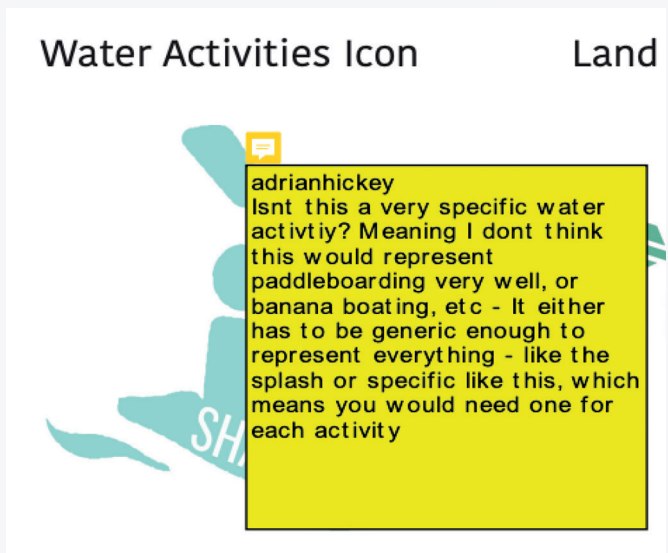 Water Activities Icon
Land
adrianhickey
Isnt this a very specific water
activtiy? Meaning I dont think
this would represent
paddleboarding very well, or
banana boating, etc - It either
has to be generic enough to
represent everything - like the
splash or specific like this, which
means you would need one for
each activity
SH